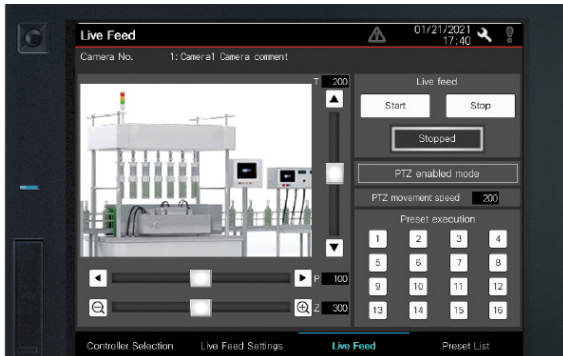 Live Feed
01/21/2021
17:40
Camera No. 1: Camera1 Camera comment
T 200
Live feed
Start Stop
Stopped
PTZ enabled mode
PTZ movement speed 200
Preset execution
1 2 3 4
5 6 7 8
9 10 11 12
13 14 15 16
P 100
Z 300
Controller Selection Live Feed Settings Live Feed Preset List